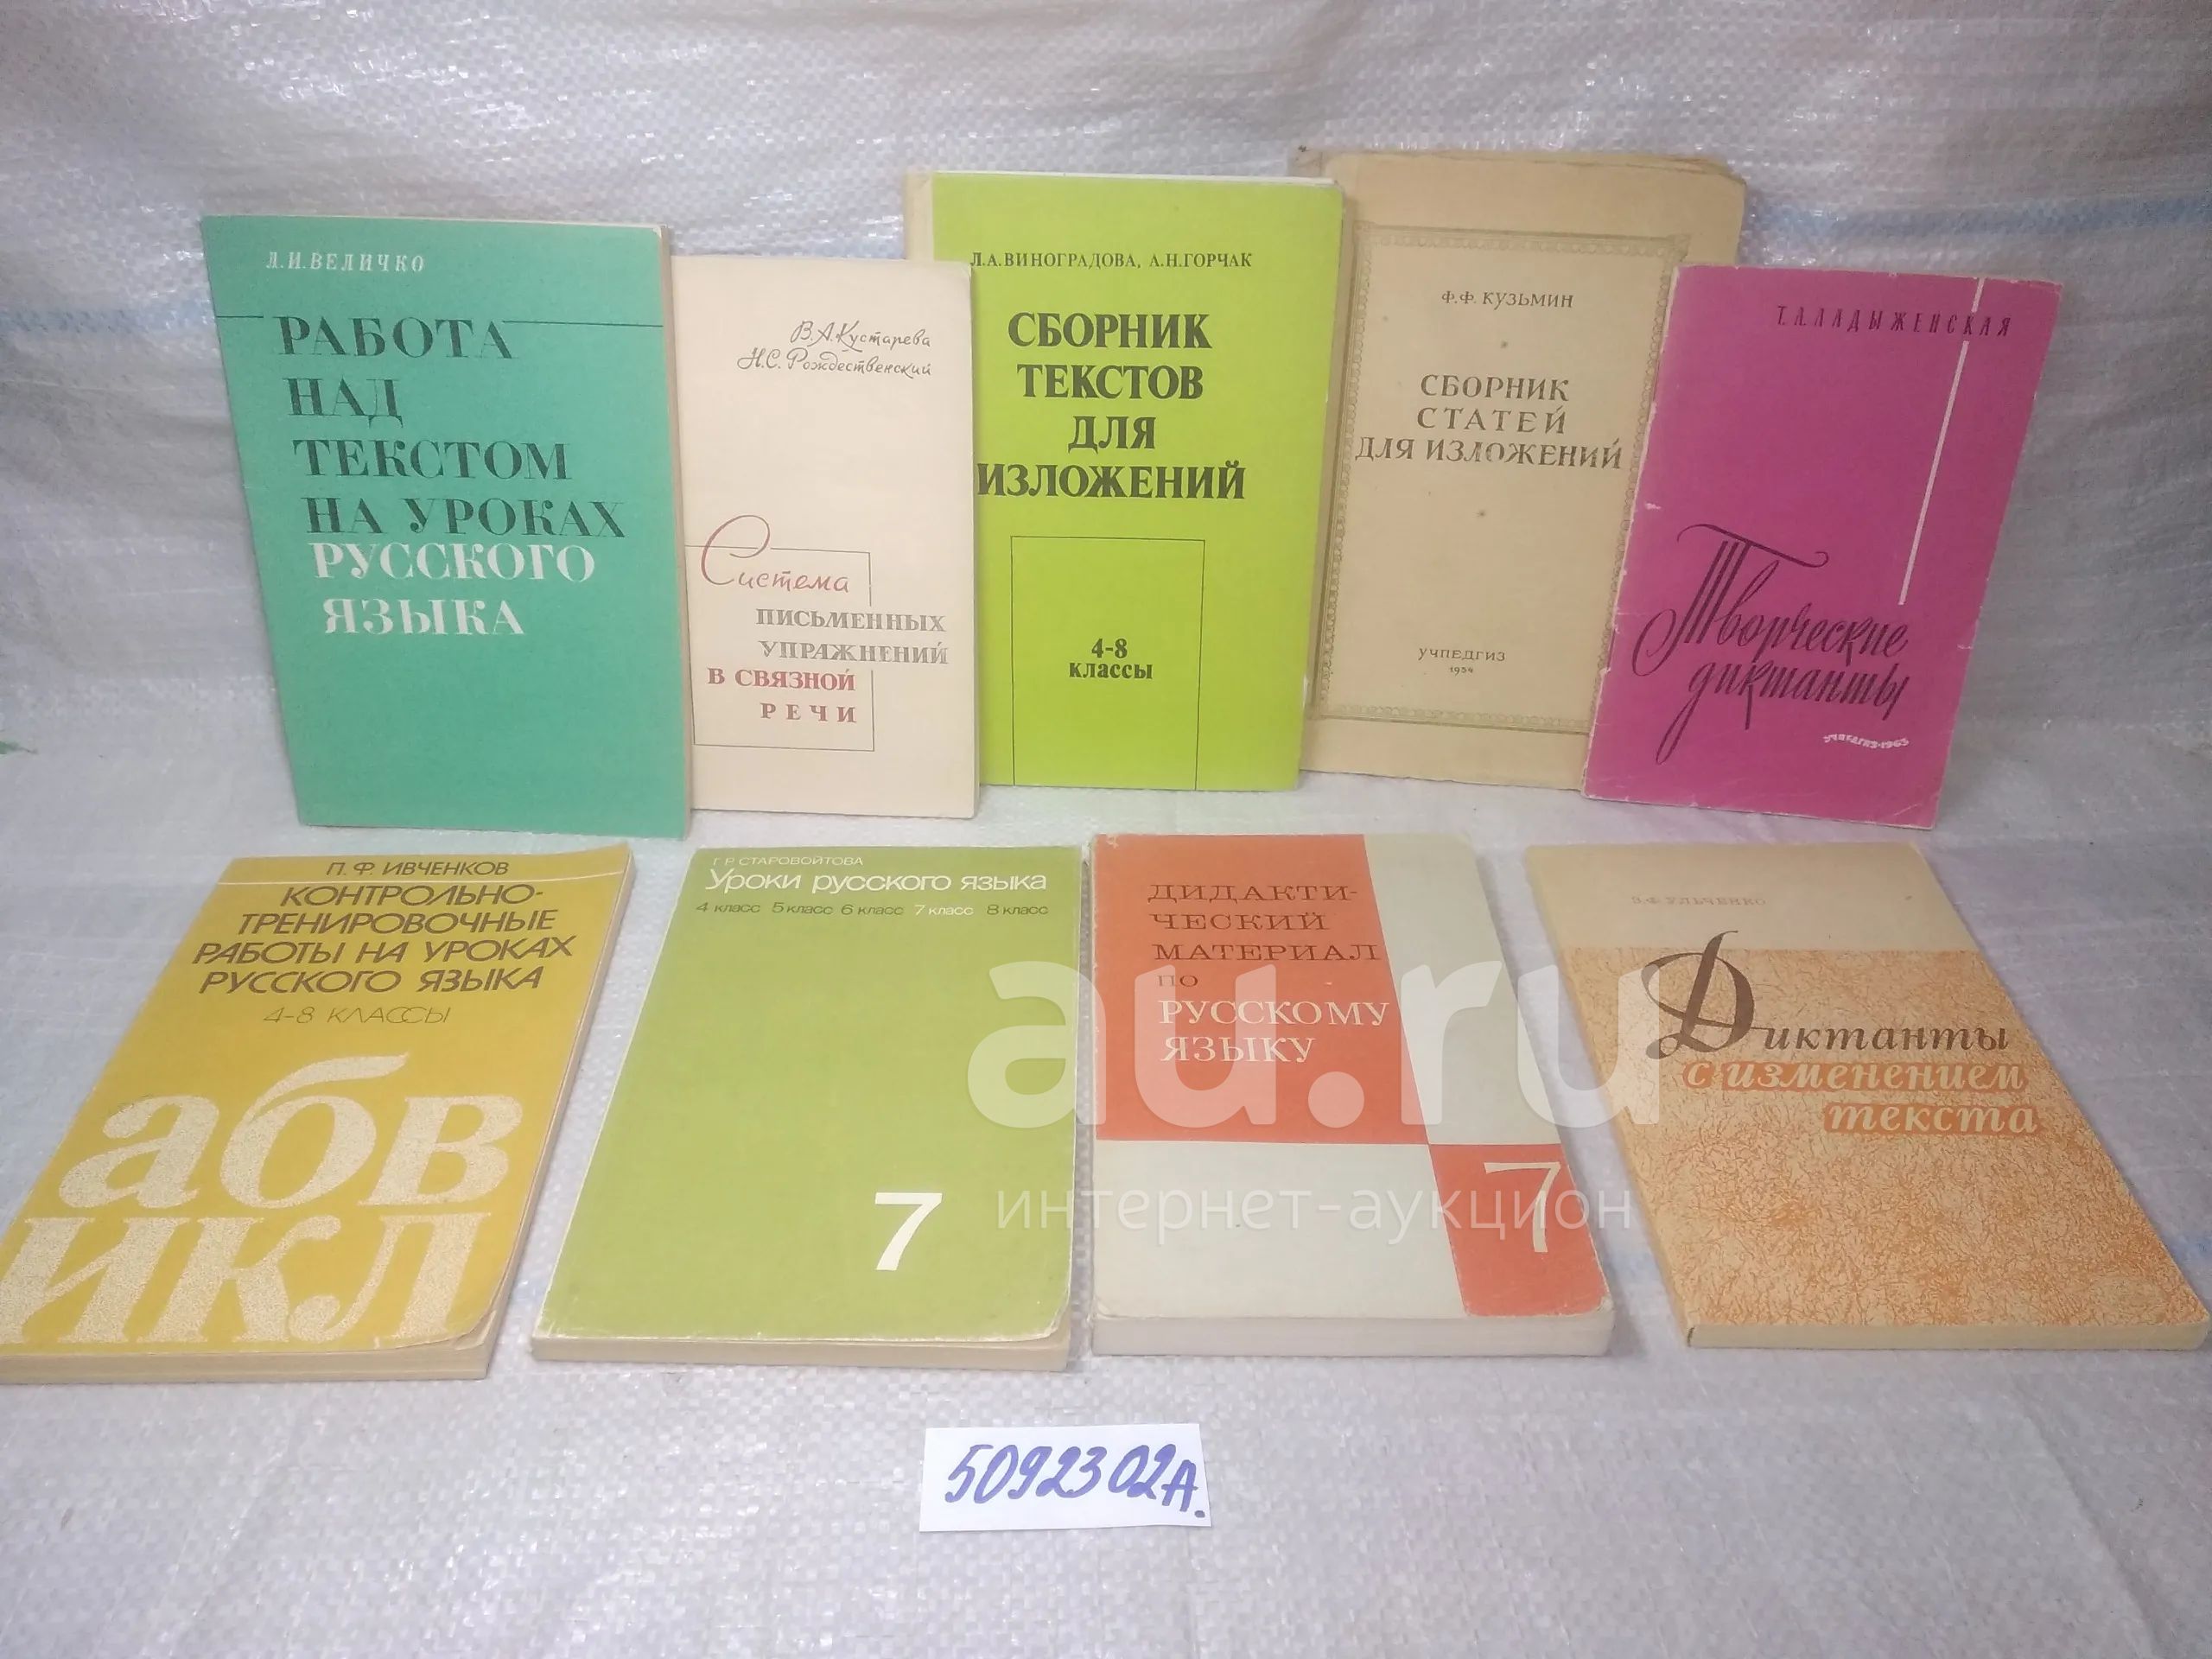 Л.И.ВЕЛИЧКО
РАБОТА
НАД
ТЕКСТОМ
НА УРОКАХ
РУССКОГО
ЯЗЫКА
В.А.Кустарева
Н.С.Рождественский
Система
ПИСЬМЕННЫХ
УПРАЖНЕНИЙ
В СВЯЗНОЙ
РЕЧИ
Л.А.ВИНОГРАДОВА, А.Н.ГОРЧАК
СБОРНИК
ТЕКСТОВ
ДЛЯ
ИЗЛОЖЕНИЙ
4-8
КЛАССЫ
Ф.Ф. КУЗЬМИН
СБОРНИК
СТАТЕЙ
ДЛЯ ИЗЛОЖЕНИЙ
УЧПЕДГИЗ
1954
Т.А.ЛАДЫЖЕНСКАЯ
Творческие
диктанты
УЧПЕДГИЗ·1963
П.Ф.ИВЧЕНКОВ
КОНТРОЛЬНО-
ТРЕНИРОВОЧНЫЕ
РАБОТЫ НА УРОКАХ
РУССКОГО ЯЗЫКА
4-8 КЛАССЫ
абв
икл
Г.Р.СТАРОВОЙТОВА
Уроки русского языка
4 класс 5 класс 6 класс 7 класс 8 класс
7
ДИДАКТИ-
ЧЕСКИЙ
МАТЕРИАЛ
ПО
РУССКОМУ
ЯЗЫКУ
7
Э.Ф.УЛЬЧЕНКО
Диктанты
с изменением
текста
au.ru
интернет-аукцион
5092302А.